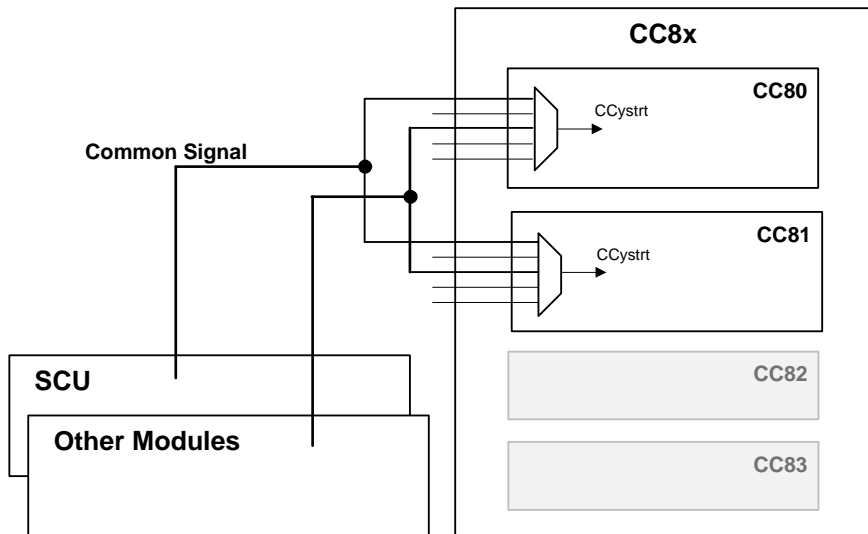 CC8x
CC80
CCystrt
Common Signal
CC81
CCystrt
SCU
CC82
Other Modules
CC83